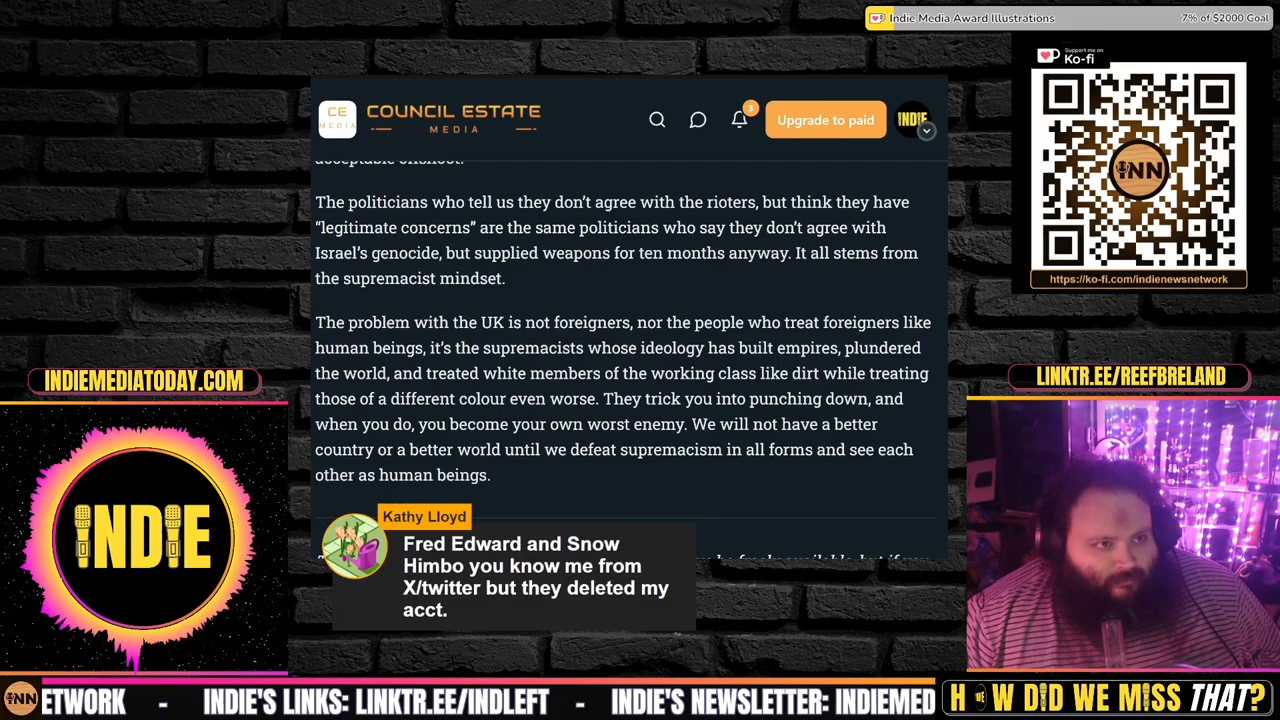 Indie Media Award Illustrations
7% of $2000 Goal
Support me on
Ko-fi
iNN
https://ko-fi.com/indienewsnetwork
CE
MEDIA
COUNCIL ESTATE
MEDIA
3
Upgrade to paid
INDIE
The politicians who tell us they don’t agree with the rioters, but think they have
“legitimate concerns” are the same politicians who say they don’t agree with
Israel’s genocide, but supplied weapons for ten months anyway. It all stems from
the supremacist mindset.
The problem with the UK is not foreigners, nor the people who treat foreigners like
human beings, it’s the supremacists whose ideology has built empires, plundered
the world, and treated white members of the working class like dirt while treating
those of a different colour even worse. They trick you into punching down, and
when you do, you become your own worst enemy. We will not have a better
country or a better world until we defeat supremacism in all forms and see each
other as human beings.
INDIEMEDIATODAY.COM
INDIE
LINKTR.EE/REEFBRELAND
Kathy Lloyd
Fred Edward and Snow
Himbo you know me from
X/twitter but they deleted my
acct.
iNN
ETWORK - INDIE'S LINKS: LINKTR.EE/INDLEFT - INDIE'S NEWSLETTER: INDIEMED
HOW DID WE MISS THAT?